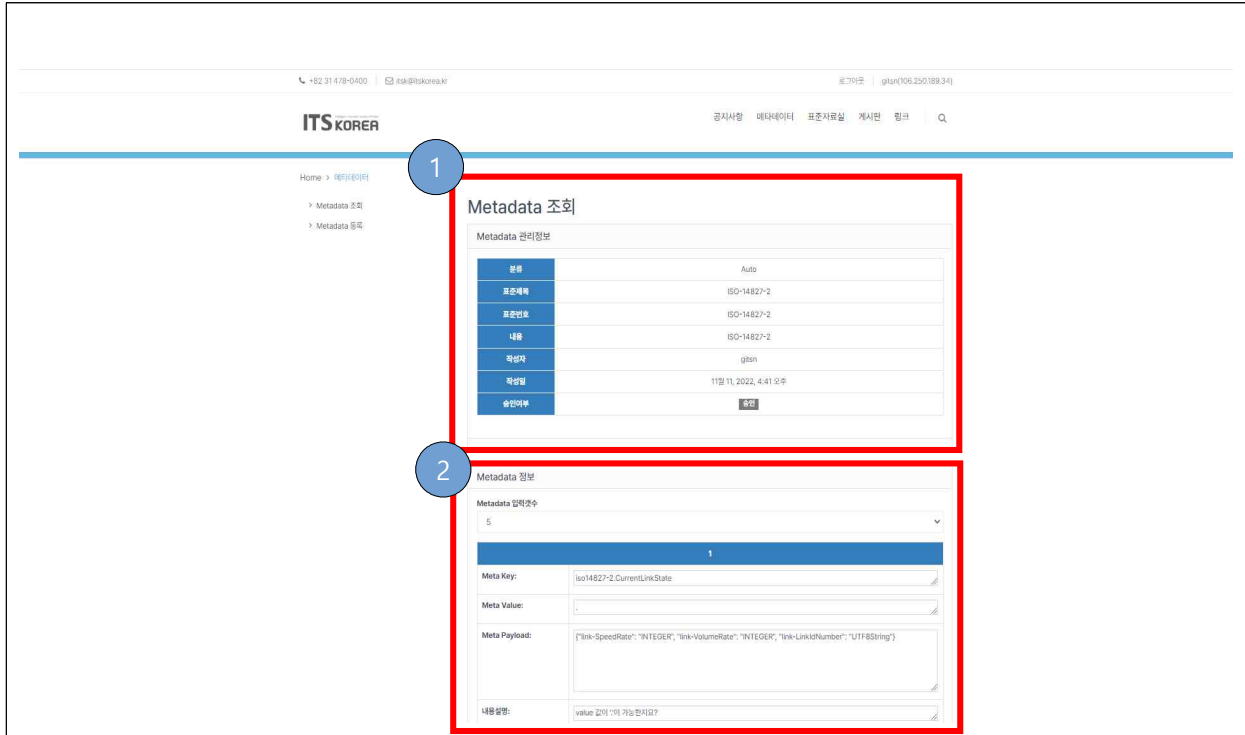 +82 31 478-0400 itsk@itskorea.kr 로그아웃 gitsn(106.250.189.34)
ITS KOREA 공지사항 메타데이터 표준자료실 게시판 링크
Home > 메타데이터
> Metadata 조회
> Metadata 등록
1
Metadata 조회
Metadata 관리정보
분류 Auto
표준제목 ISO-14827-2
표준번호 ISO-14827-2
내용 ISO-14827-2
작성자 gitsn
작성일 11월 11, 2022, 4:41 오후
승인여부 승인
2
Metadata 정보
Metadata 입력갯수
5
1
Meta Key: iso14827-2.CurrentLinkState
Meta Value: .
Meta Payload: {"link-SpeedRate": "INTEGER", "link-VolumeRate": "INTEGER", "link-LinkIdNumber": "UTF8String"}
내용설명: value 값이 '.'이 가능한지요?